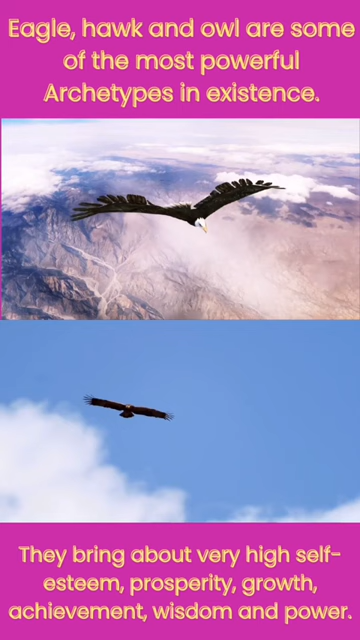 Eagle, hawk and owl are some
of the most powerful
Archetypes in existence.
They bring about very high self-
esteem, prosperity, growth,
achievement, wisdom and power.